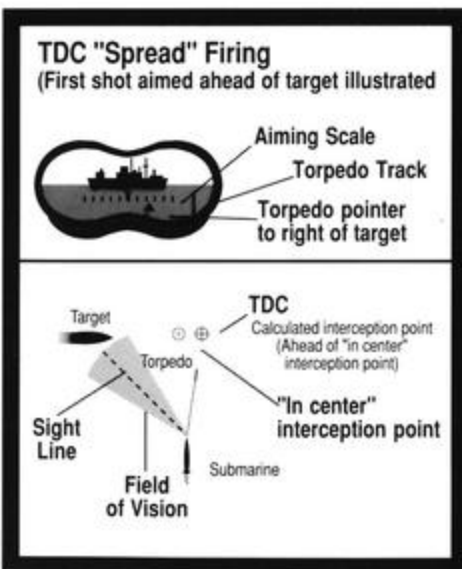 TDC "Spread" Firing
(First shot aimed ahead of target illustrated
Aiming Scale
Torpedo Track
Torpedo pointer
to right of target
Target
TDC
Calculated interception point
(Ahead of "in center"
interception point)
Torpedo
"In center"
interception point
Sight
Line
Submarine
Field
of Vision